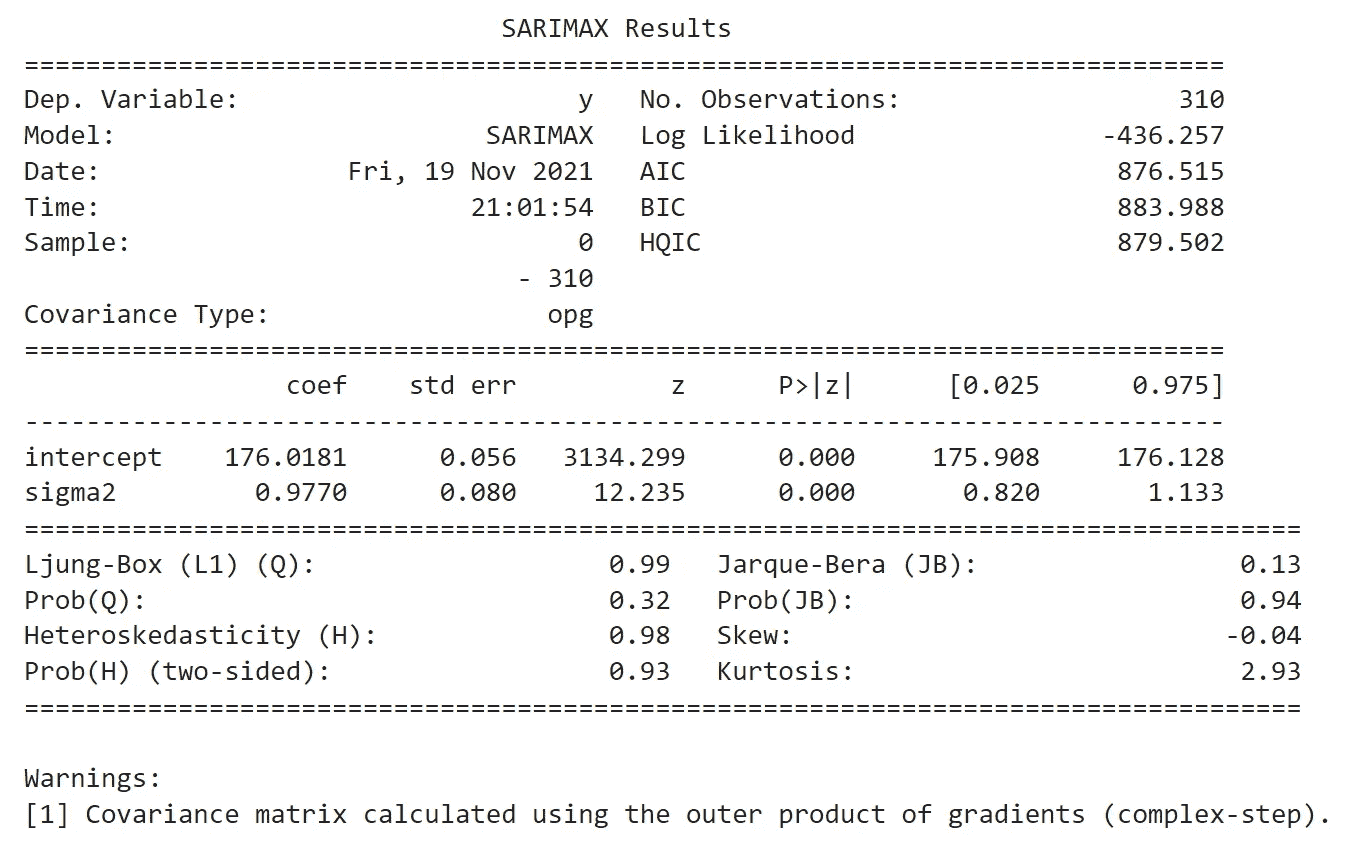 SARIMAX Results
==============================================================================
Dep. Variable:                      y   No. Observations:                  310
Model:                        SARIMAX   Log Likelihood                -436.257
Date:                Fri, 19 Nov 2021   AIC                            876.515
Time:                        21:01:54   BIC                            883.988
Sample:                             0   HQIC                           879.502
                                - 310
Covariance Type:                  opg
==============================================================================
                 coef    std err          z      P>|z|      [0.025      0.975]
------------------------------------------------------------------------------
intercept    176.0181      0.056   3134.299      0.000     175.908     176.128
sigma2         0.9770      0.080     12.235      0.000       0.820       1.133
===================================================================================
Ljung-Box (L1) (Q):                   0.99   Jarque-Bera (JB):                 0.13
Prob(Q):                              0.32   Prob(JB):                         0.94
Heteroskedasticity (H):               0.98   Skew:                            -0.04
Prob(H) (two-sided):                  0.93   Kurtosis:                         2.93
===================================================================================
Warnings:
[1] Covariance matrix calculated using the outer product of gradients (complex-step).